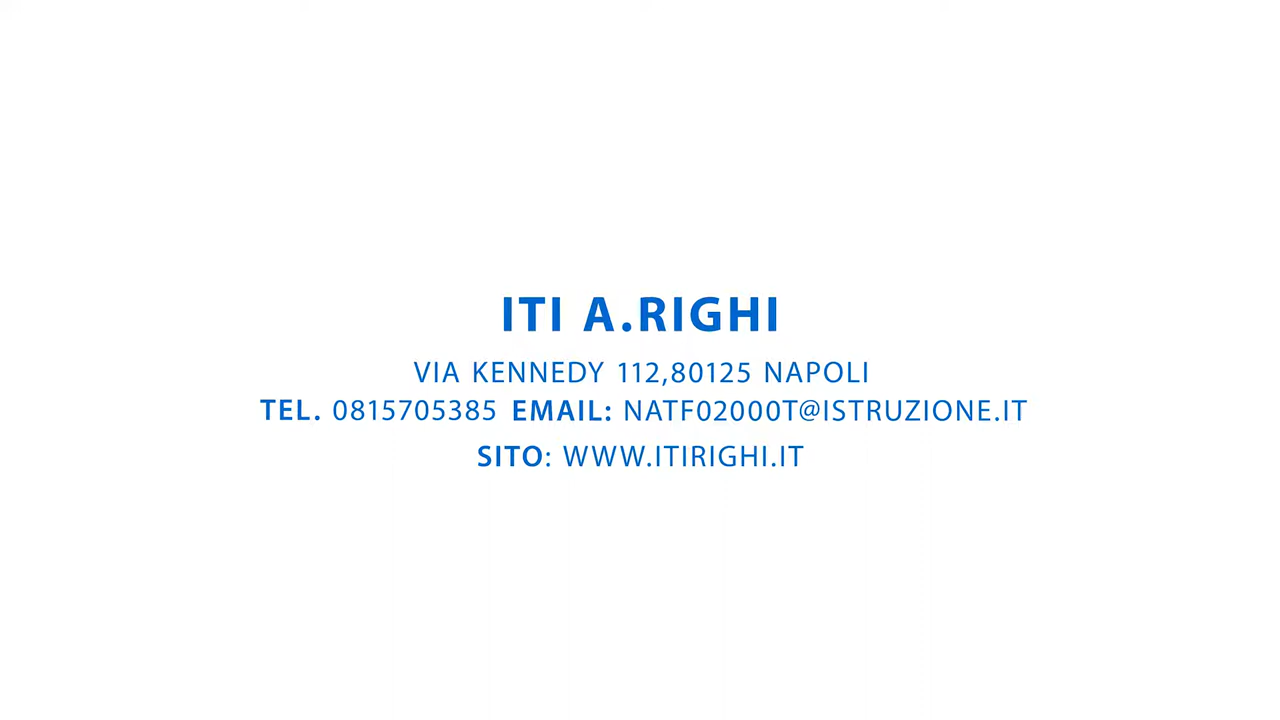 ITI A.RIGHI
VIA KENNEDY 112,80125 NAPOLI
TEL. 0815705385 EMAIL: NATF02000T@ISTRUZIONE.IT
SITO: WWW.ITIRIGHI.IT